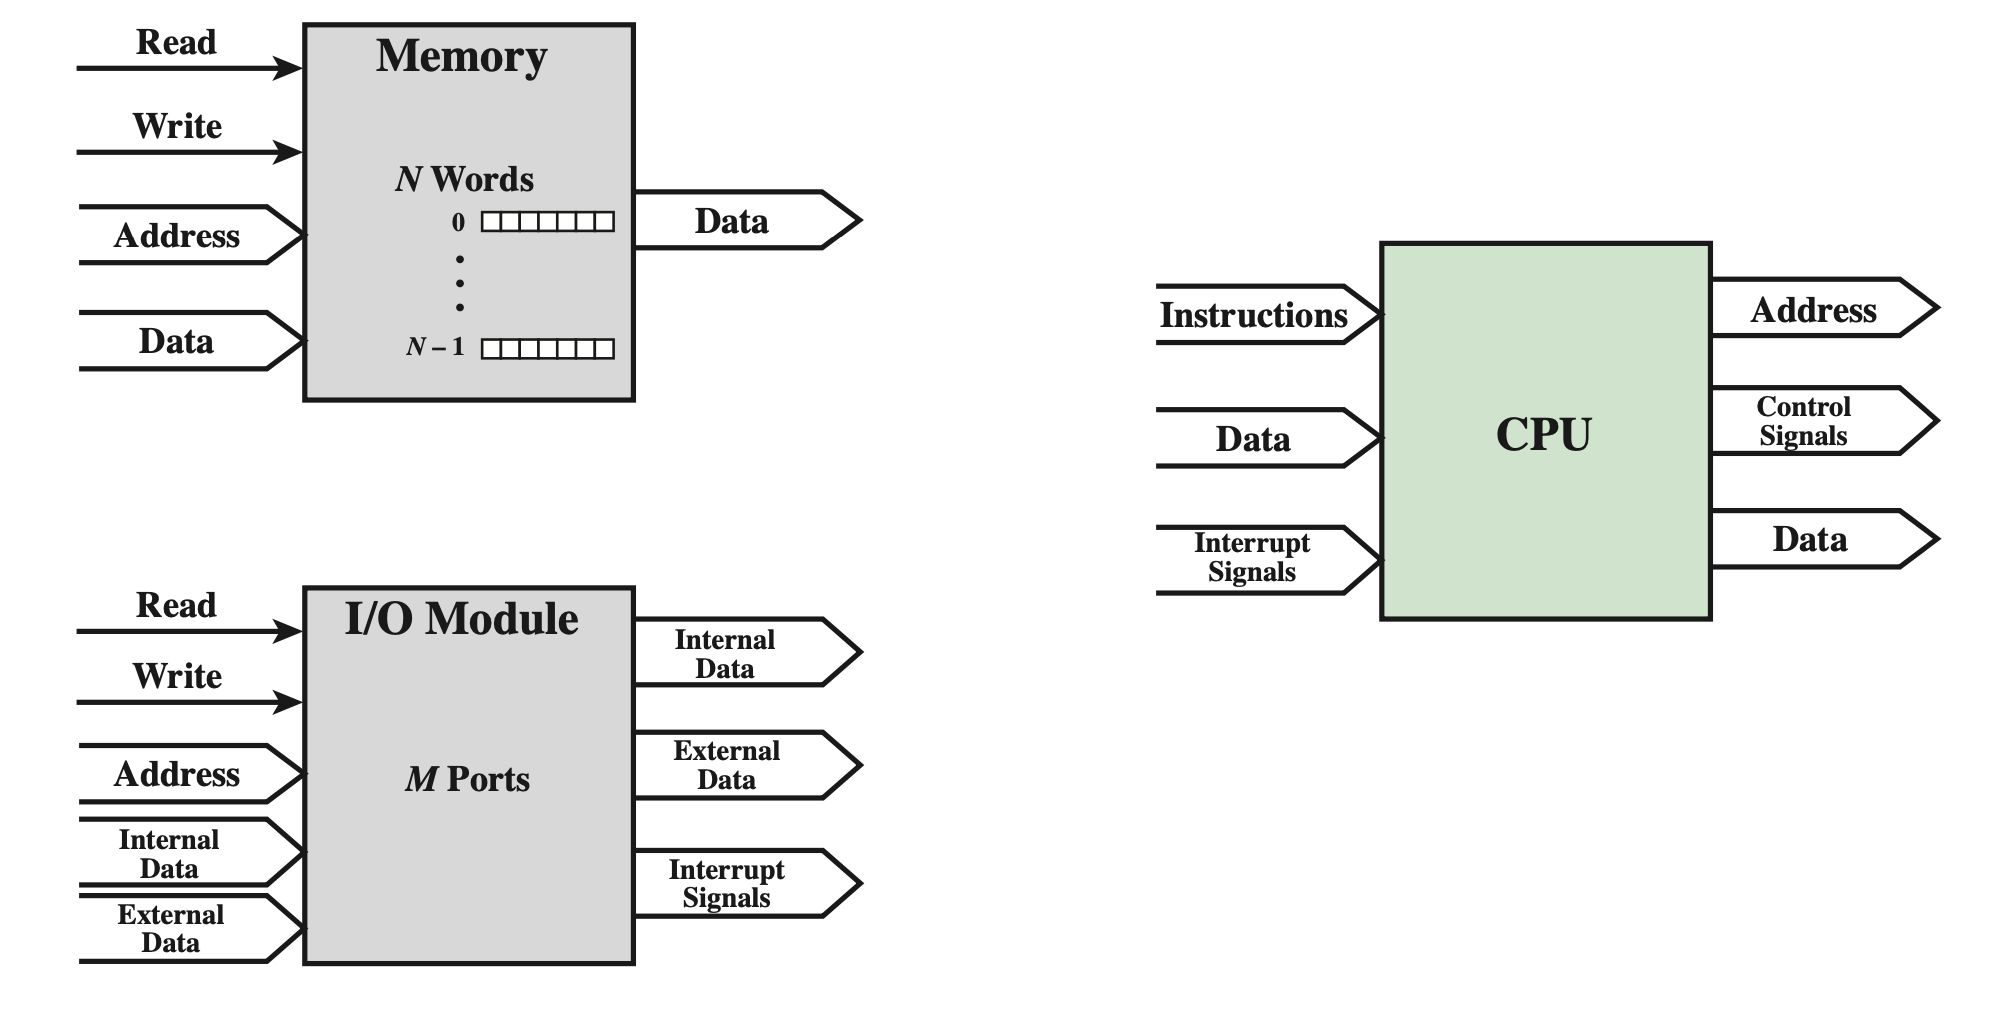 Read
Memory
Write
N Words
0
Address
Data
Data
N – 1
Read
I/O Module
Write
Address
M Ports
Internal
Data
External
Data
Internal
Data
External
Data
Interrupt
Signals
Instructions
Data
Interrupt
Signals
CPU
Address
Control
Signals
Data